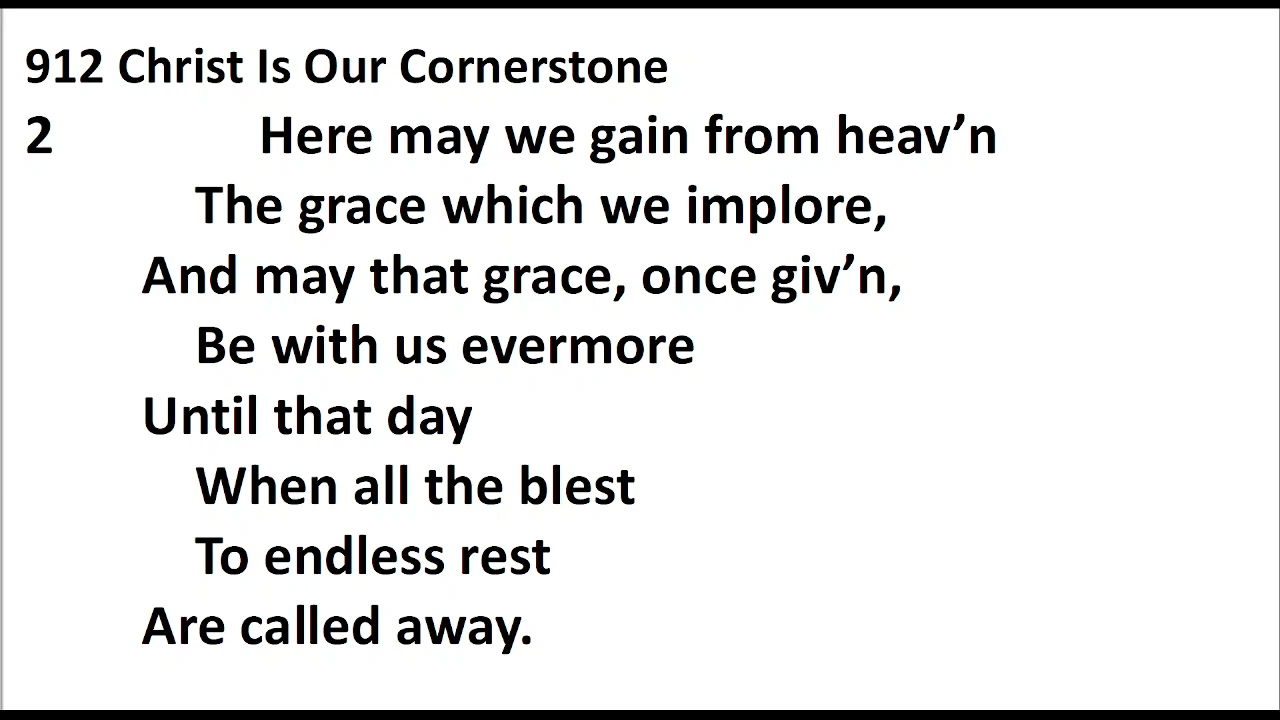 912 Christ Is Our Cornerstone
2 Here may we gain from heav’n
The grace which we implore,
And may that grace, once giv’n,
Be with us evermore
Until that day
When all the blest
To endless rest
Are called away.